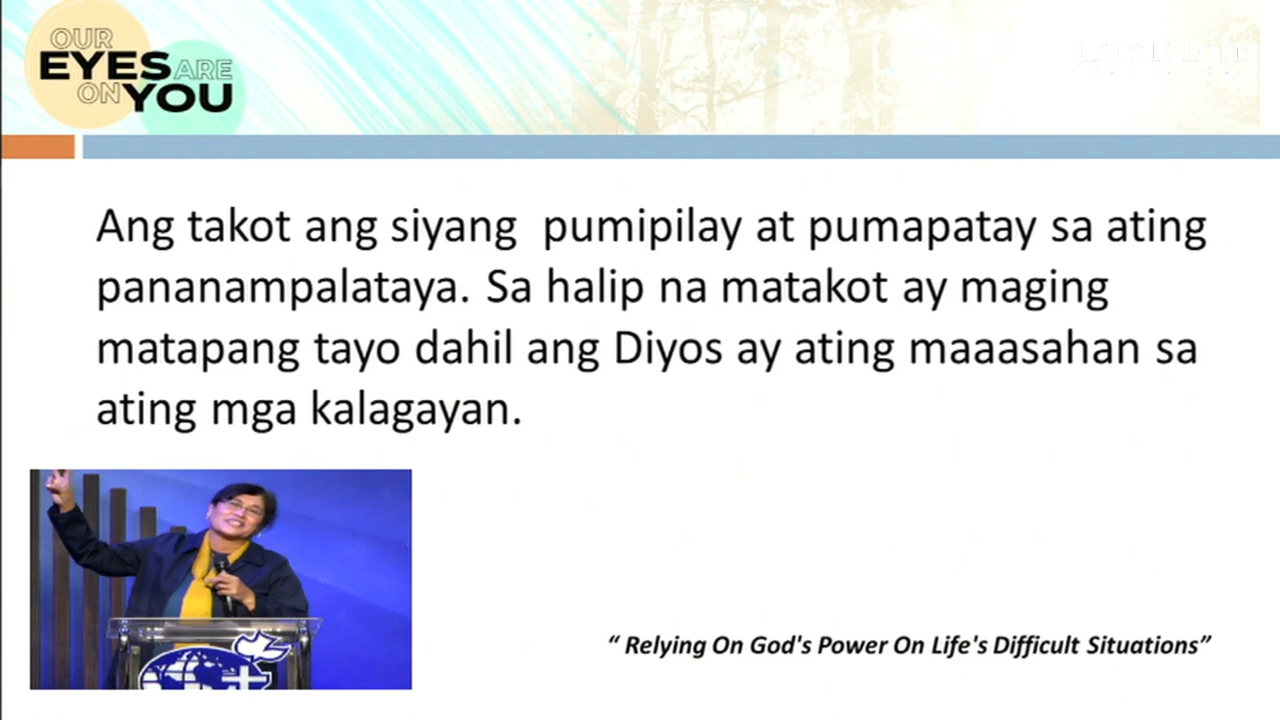 OUR
EYES ARE
ON YOU
Ang takot ang siyang pumipilay at pumapatay sa ating
pananampalataya. Sa halip na matakot ay maging
matapang tayo dahil ang Diyos ay ating maaasahan sa
ating mga kalagayan.
“ Relying On God's Power On Life's Difficult Situations”